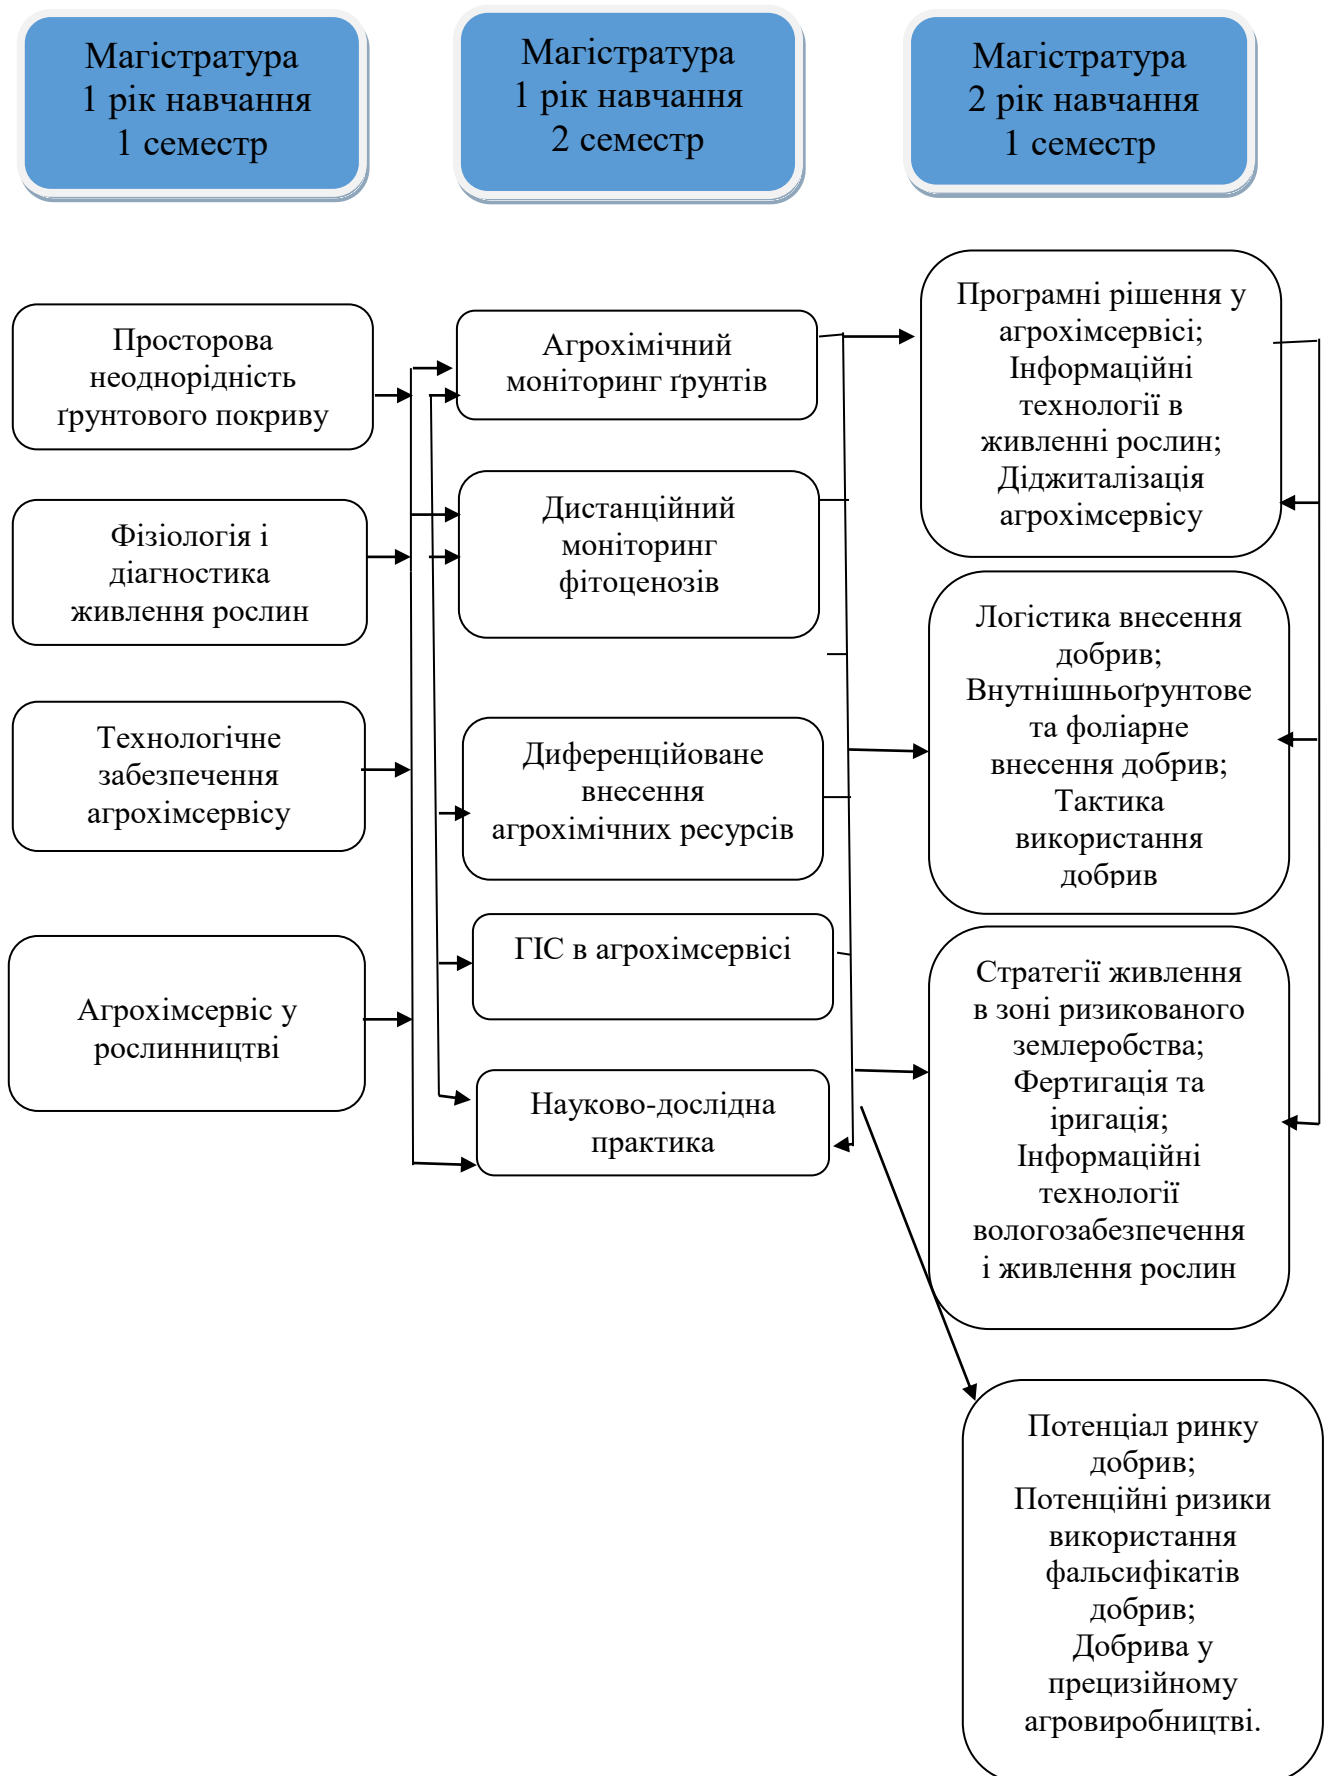 Магістратура
1 рік навчання
1 семестр
Магістратура
1 рік навчання
2 семестр
Магістратура
2 рік навчання
1 семестр
Просторова
неоднорідність
ґрунтового покриву
Фізіологія і
діагностика
живлення рослин
Технологічне
забезпечення
агрохімсервісу
Агрохімсервіс у
рослинництві
Агрохімічний
моніторинг ґрунтів
Дистанційний
моніторинг
фітоценозів
Диференційоване
внесення
агрохімічних ресурсів
ГІС в агрохімсервісі
Науково-дослідна
практика
Програмні рішення у
агрохімсервісі;
Інформаційні
технології в
живленні рослин;
Діджиталізація
агрохімсервісу
Логістика внесення
добрив;
Внутнішньоґрунтове
та фоліарне
внесення добрив;
Тактика
використання
добрив
Стратегії живлення
в зоні ризикованого
землеробства;
Фертигація та
іригація;
Інформаційні
технології
вологозабезпечення
і живлення рослин
Потенціал ринку
добрив;
Потенційні ризики
використання
фальсифікатів
добрив;
Добрива у
прецизійному
агровиробництві.